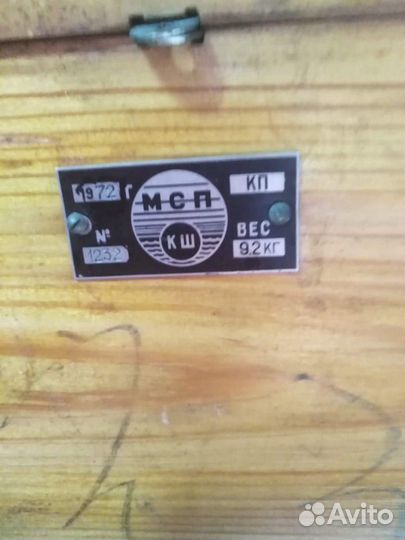 1972 Г
№
1232
МСП
КШ
КП
ВЕС
9.2 КГ
Avito